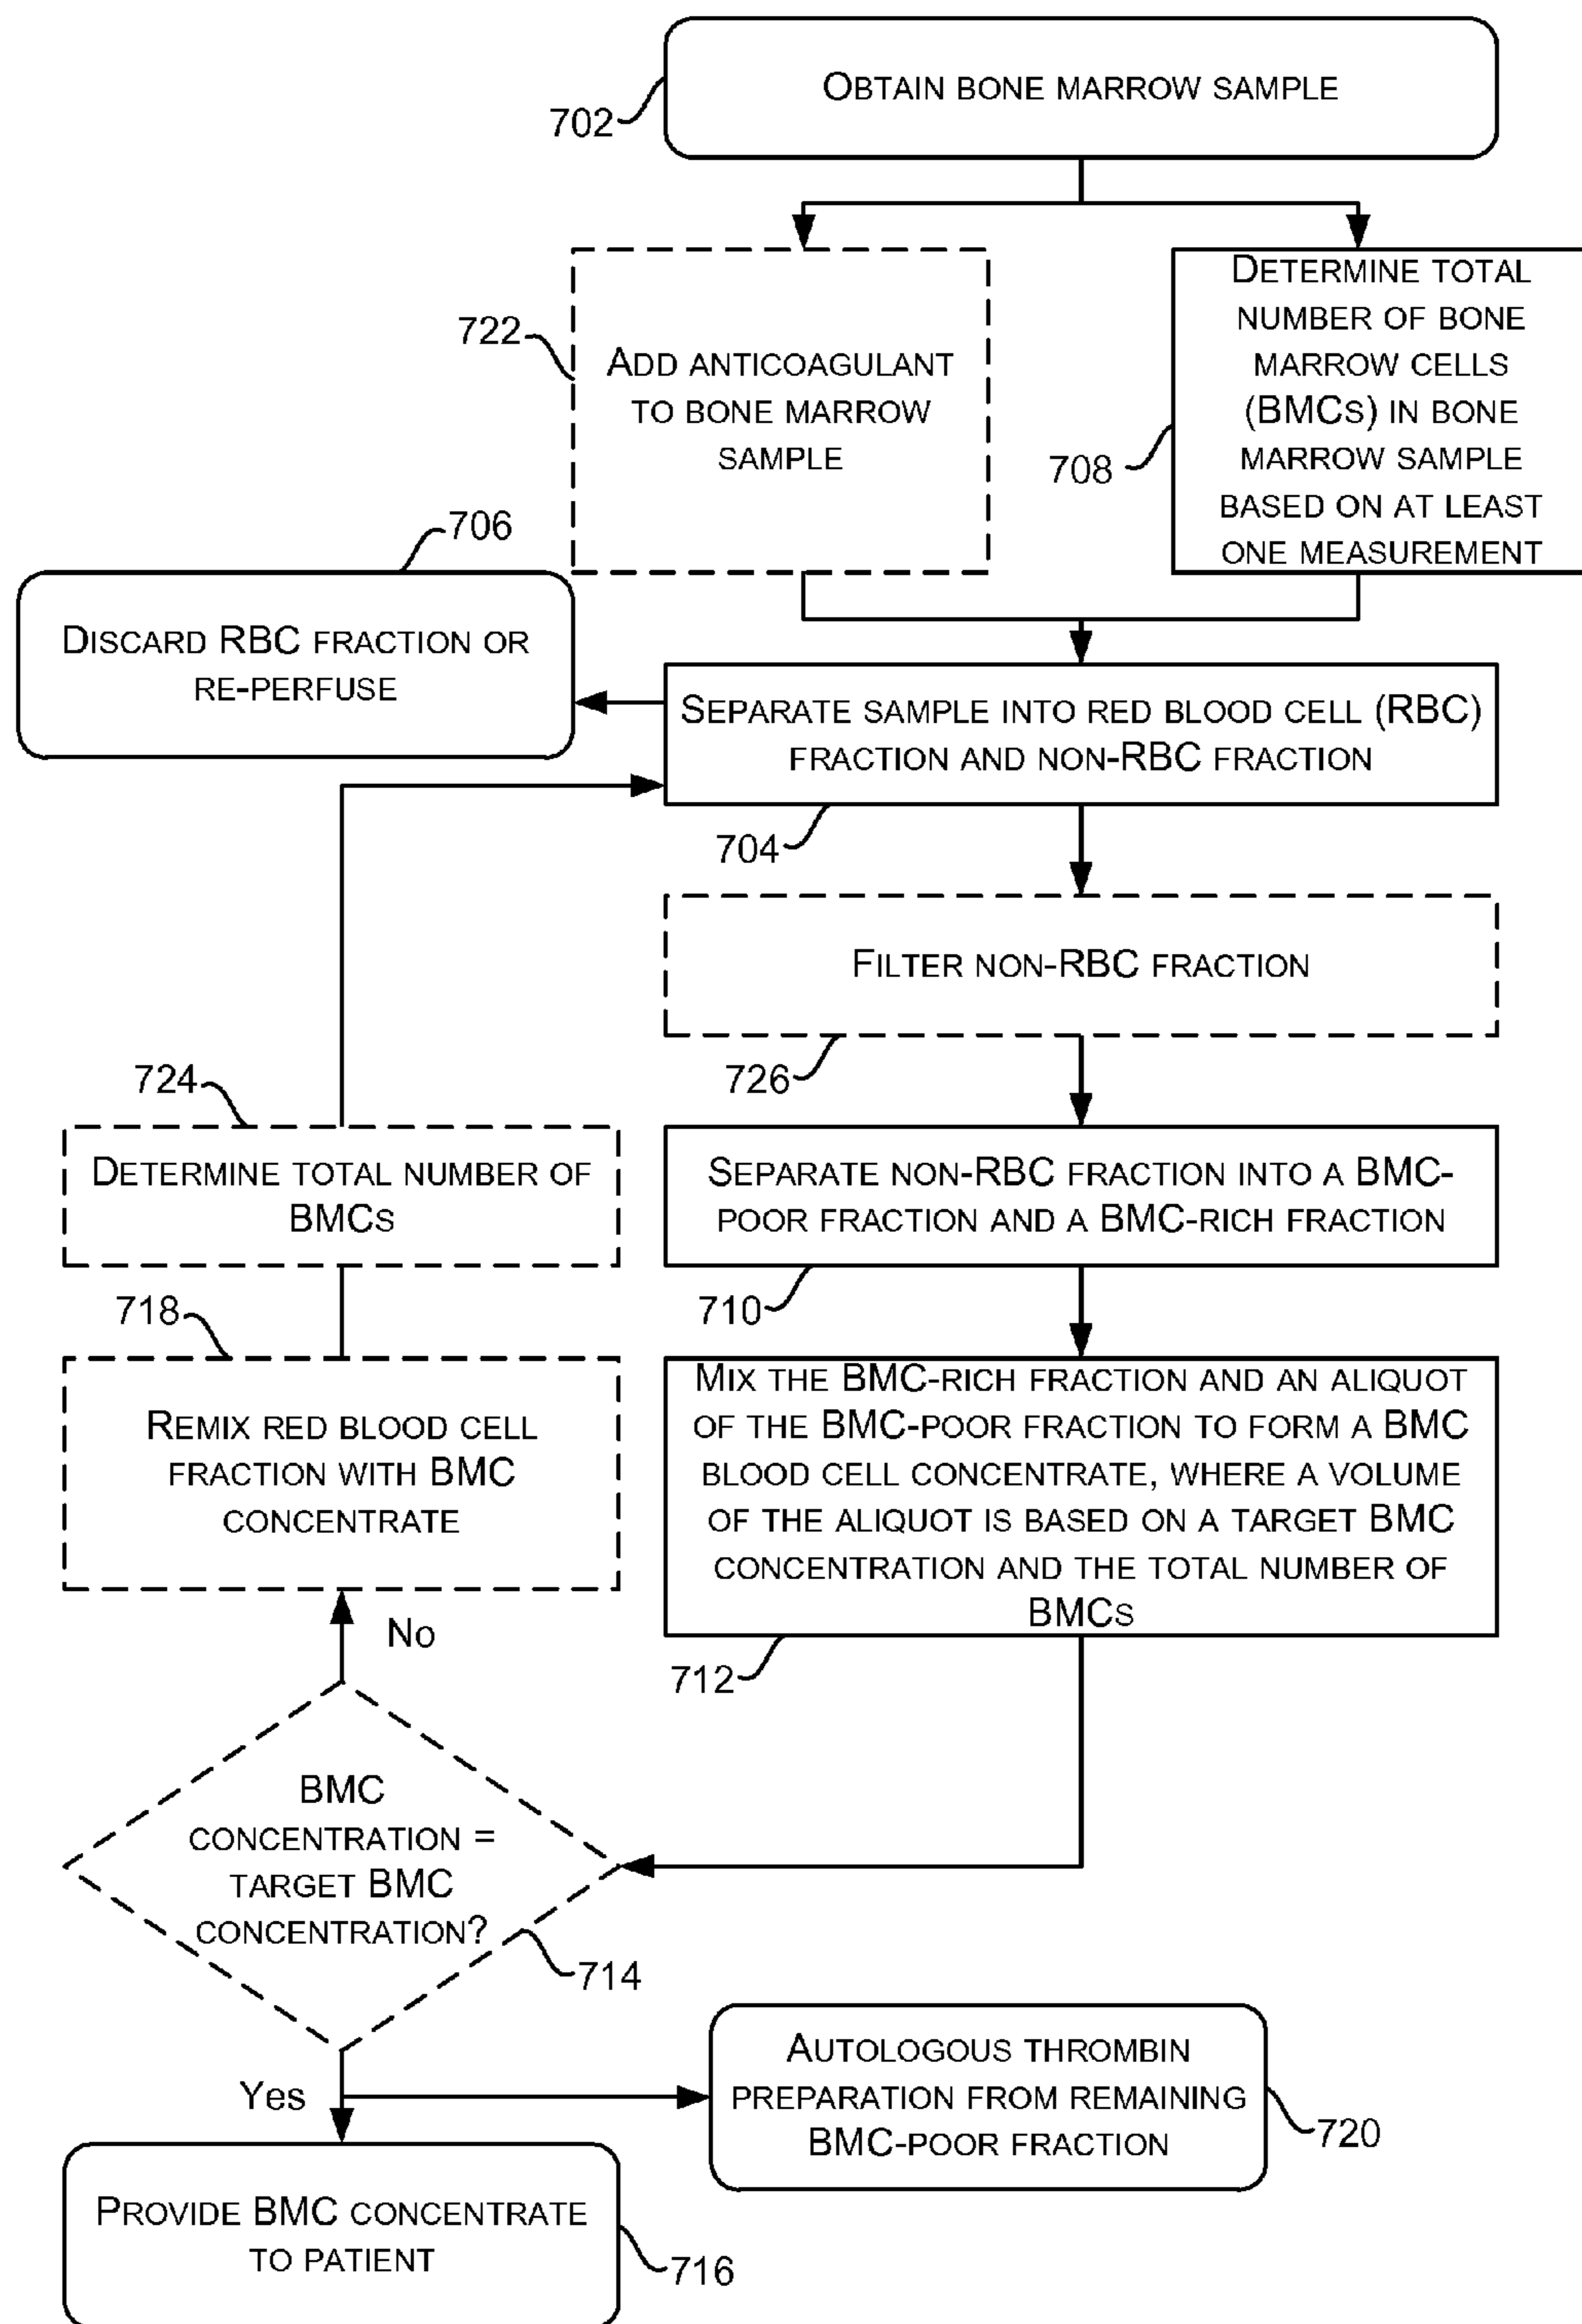 OBTAIN BONE MARROW SAMPLE
702
722
ADD ANTICOAGULANT
TO BONE MARROW
SAMPLE
DETERMINE TOTAL
NUMBER OF BONE
MARROW CELLS
(BMCS) IN BONE
MARROW SAMPLE
BASED ON AT LEAST
ONE MEASUREMENT
708
706
DISCARD RBC FRACTION OR
RE-PERFUSE
SEPARATE SAMPLE INTO RED BLOOD CELL (RBC)
FRACTION AND NON-RBC FRACTION
704
FILTER NON-RBC FRACTION
726
724
DETERMINE TOTAL NUMBER OF
BMCS
SEPARATE NON-RBC FRACTION INTO A BMC-
POOR FRACTION AND A BMC-RICH FRACTION
710
718
REMIX RED BLOOD CELL
FRACTION WITH BMC
CONCENTRATE
MIX THE BMC-RICH FRACTION AND AN ALIQUOT
OF THE BMC-POOR FRACTION TO FORM A BMC
BLOOD CELL CONCENTRATE, WHERE A VOLUME
OF THE ALIQUOT IS BASED ON A TARGET BMC
CONCENTRATION AND THE TOTAL NUMBER OF
BMCS
712
No
BMC
CONCENTRATION =
TARGET BMC
CONCENTRATION?
714
Yes
AUTOLOGOUS THROMBIN
PREPARATION FROM REMAINING
BMC-POOR FRACTION
720
PROVIDE BMC CONCENTRATE
TO PATIENT
716